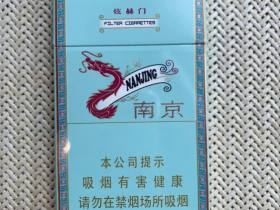 炫赫门
FILTER CIGARETTES
NANJING
南京
本公司提示
吸烟有害健康
请勿在禁烟场所吸烟